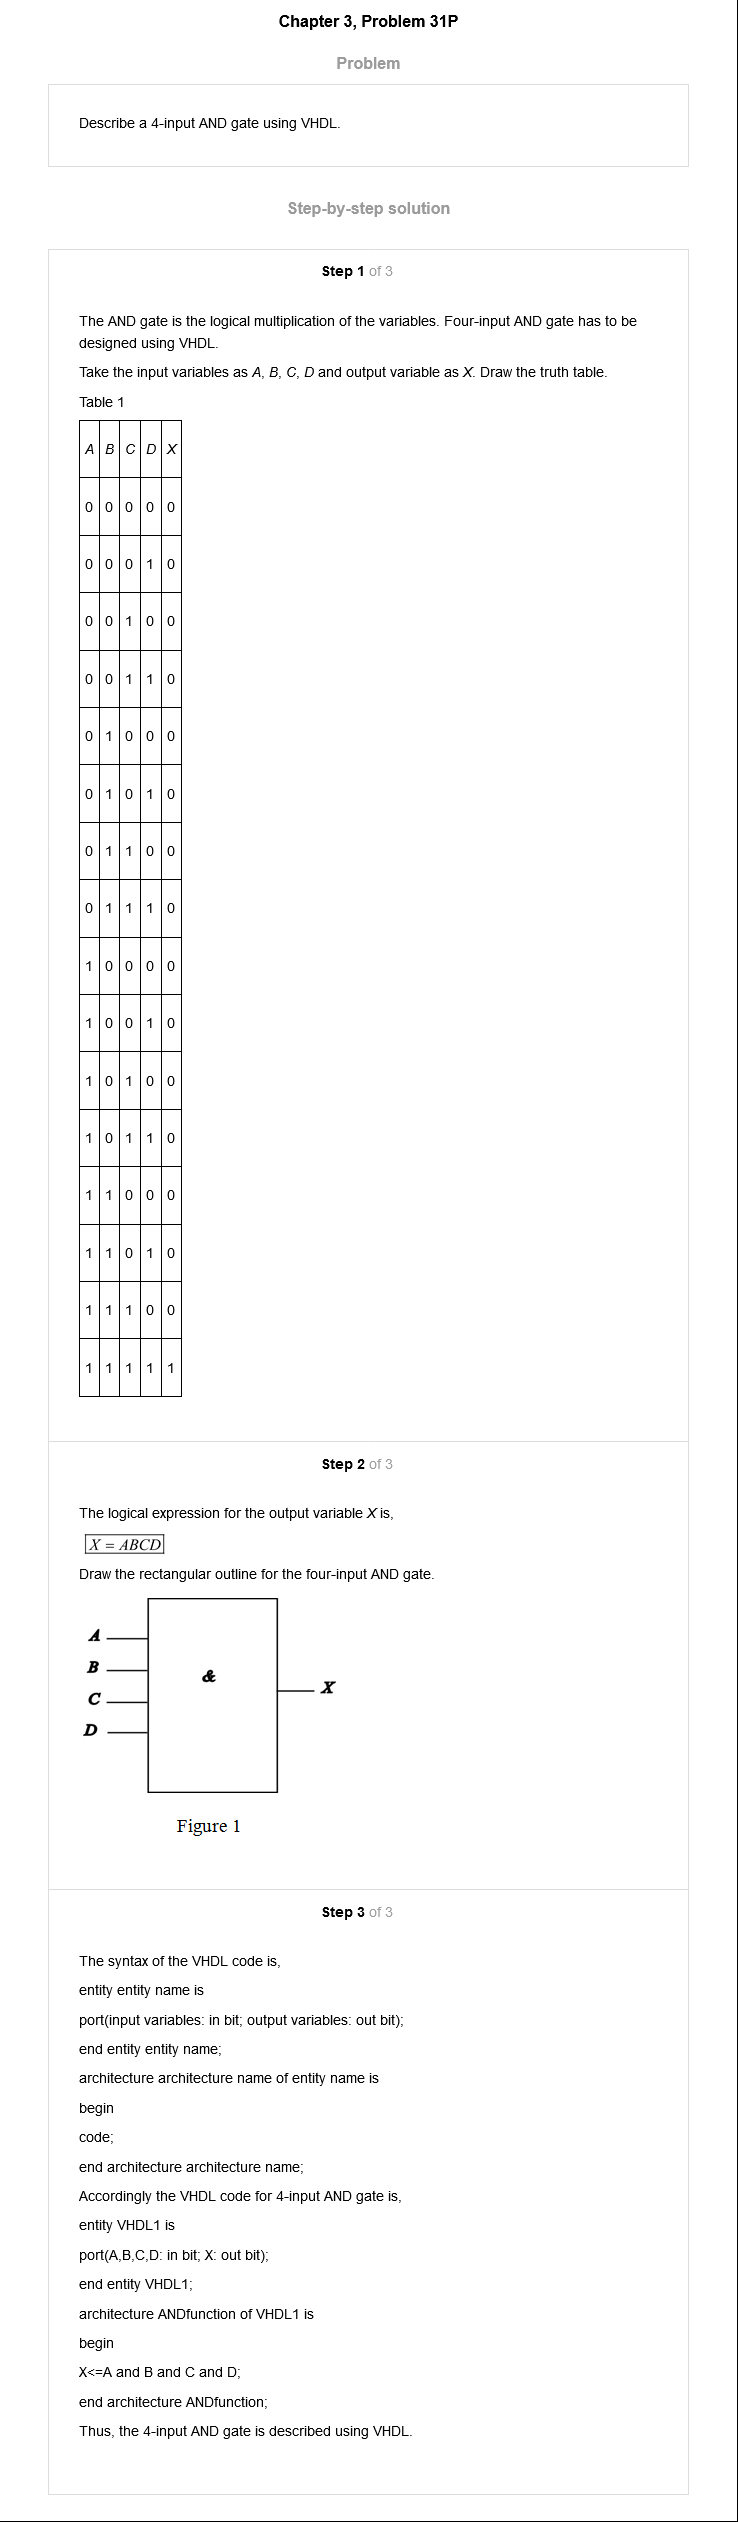 Chapter 3, Problem 31P
Problem
Describe a 4-input AND gate using VHDL.
Step-by-step solution
Step 1 of 3
The AND gate is the logical multiplication of the variables. Four-input AND gate has to be
designed using VHDL.
Take the input variables as A, B, C, D and output variable as X. Draw the truth table.
Table 1
A B C D X
0 0 0 0 0
0 0 0 1 0
0 0 1 0 0
0 0 1 1 0
0 1 0 0 0
0 1 0 1 0
0 1 1 0 0
0 1 1 1 0
1 0 0 0 0
1 0 0 1 0
1 0 1 0 0
1 0 1 1 0
1 1 0 0 0
1 1 0 1 0
1 1 1 0 0
1 1 1 1 1
Step 2 of 3
The logical expression for the output variable X is,
X = ABCD
Draw the rectangular outline for the four-input AND gate.
A
B
&
C
X
D
Figure 1
Step 3 of 3
The syntax of the VHDL code is,
entity entity name is
port(input variables: in bit; output variables: out bit);
end entity entity name;
architecture architecture name of entity name is
begin
code;
end architecture architecture name;
Accordingly the VHDL code for 4-input AND gate is,
entity VHDL1 is
port(A,B,C,D: in bit; X: out bit);
end entity VHDL1;
architecture ANDfunction of VHDL1 is
begin
X<=A and B and C and D;
end architecture ANDfunction;
Thus, the 4-input AND gate is described using VHDL.